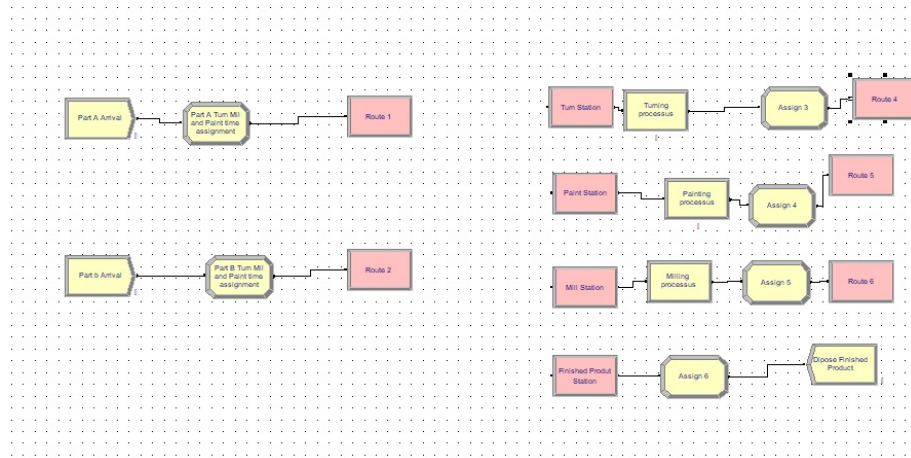 Part A Arrival
Part A Turn Mil
and Paint time
assignment
Route 1
Turn Station
Turning
processus
Assign 3
Route 4
Paint Station
Painting
processus
Assign 4
Route 5
Part b Arrival
Part B Turn Mil
and Paint time
assignment
Route 2
Mill Station
Milling
processus
Assign 5
Route 6
Finished Produt
Station
Assign 6
Dipose Finished
Product